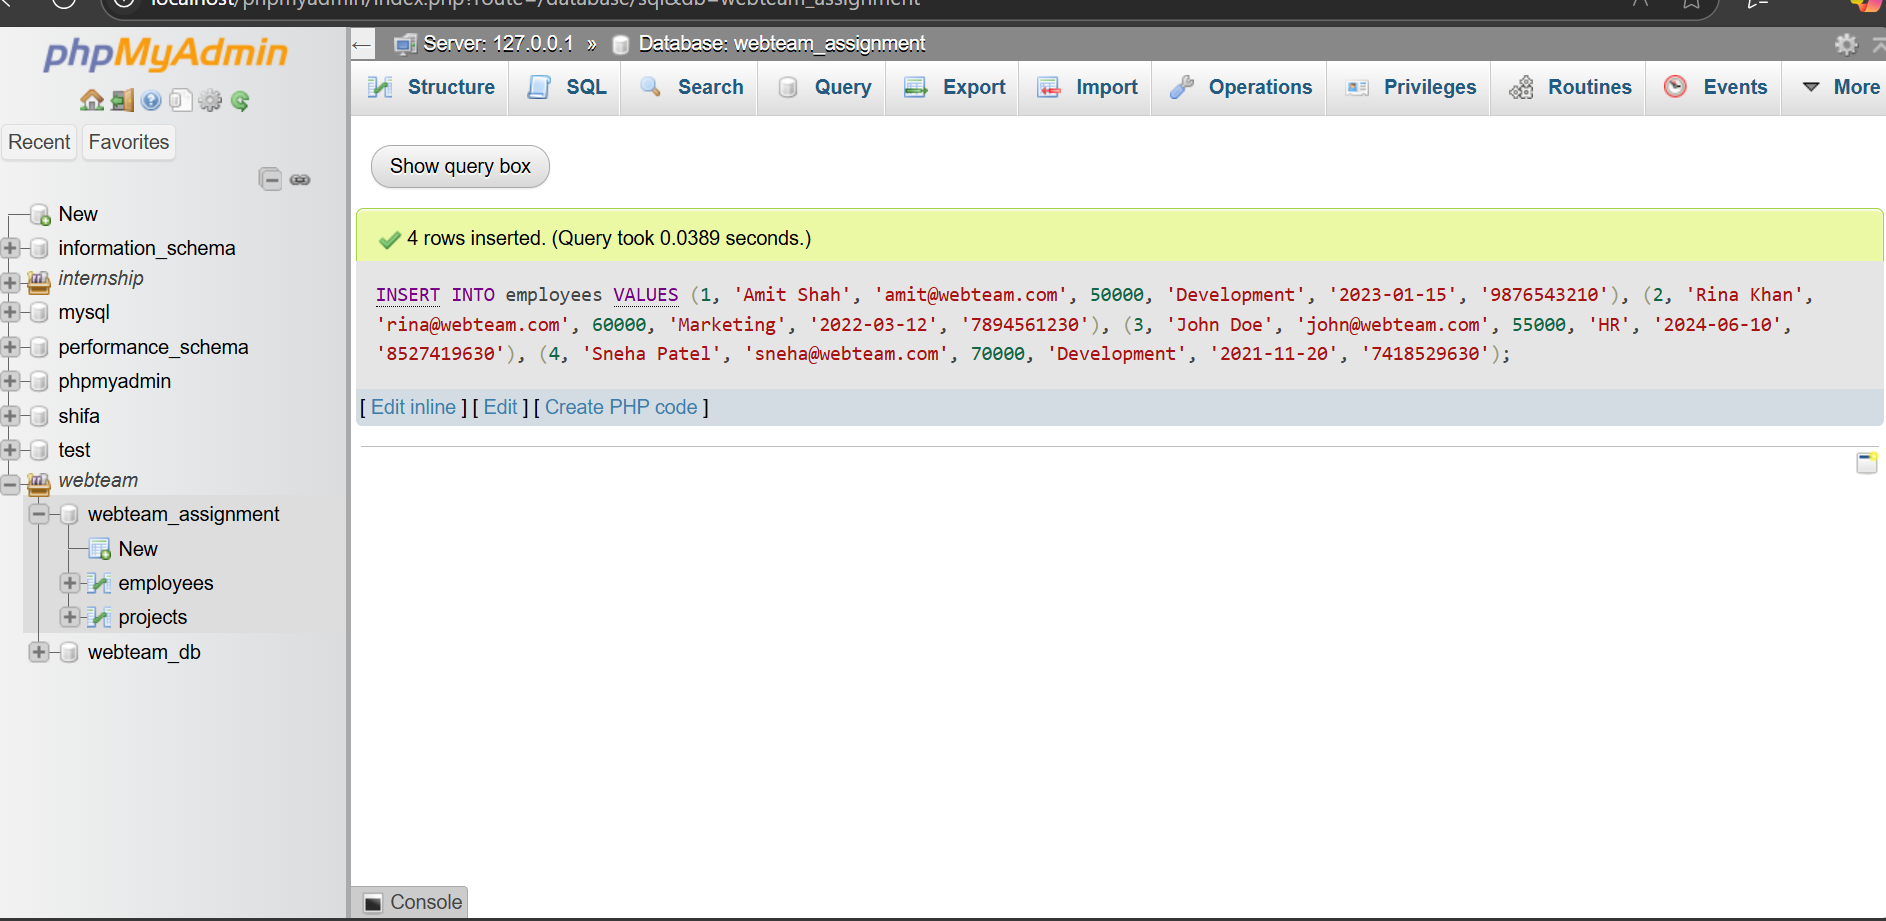 localhost/phpmyadmin/index.php?route=/database/sql&db=webteam_assignment
phpMyAdmin
Recent Favorites
New
information_schema
internship
mysql
performance_schema
phpmyadmin
shifa
test
webteam
webteam_assignment
New
employees
projects
webteam_db
Server: 127.0.0.1 » Database: webteam_assignment
Structure SQL Search Query Export Import Operations Privileges Routines Events More
Show query box
4 rows inserted. (Query took 0.0389 seconds.)
INSERT INTO employees VALUES (1, 'Amit Shah', 'amit@webteam.com', 50000, 'Development', '2023-01-15', '9876543210'), (2, 'Rina Khan',
'rina@webteam.com', 60000, 'Marketing', '2022-03-12', '7894561230'), (3, 'John Doe', 'john@webteam.com', 55000, 'HR', '2024-06-10',
'8527419630'), (4, 'Sneha Patel', 'sneha@webteam.com', 70000, 'Development', '2021-11-20', '7418529630');
[ Edit inline ] [ Edit ] [ Create PHP code ]
Console